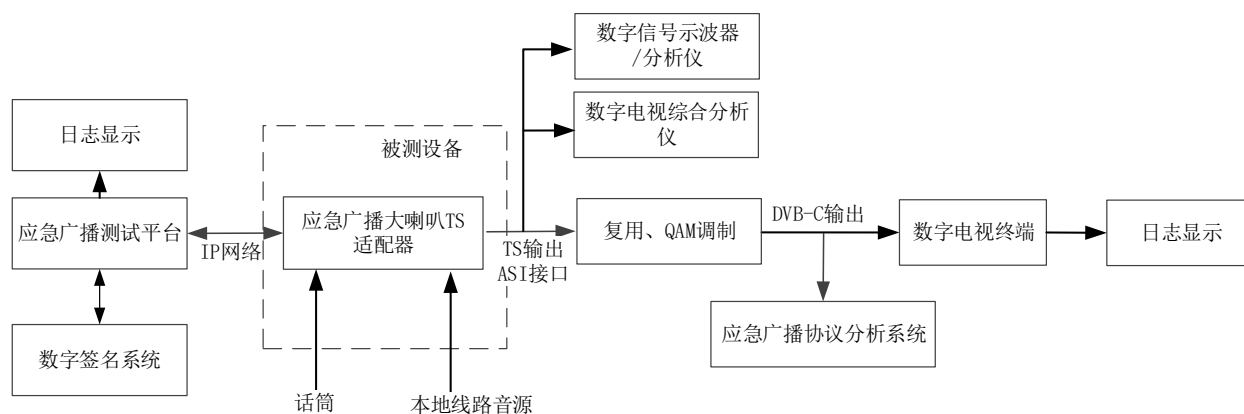 数字信号示波器
/分析仪
数字电视综合分析
仪
日志显示
被测设备
应急广播测试平台
IP网络
应急广播大喇叭TS
适配器
TS输出
ASI接口
复用、QAM调制
DVB-C输出
数字电视终端
日志显示
应急广播协议分析系统
数字签名系统
话筒
本地线路音源